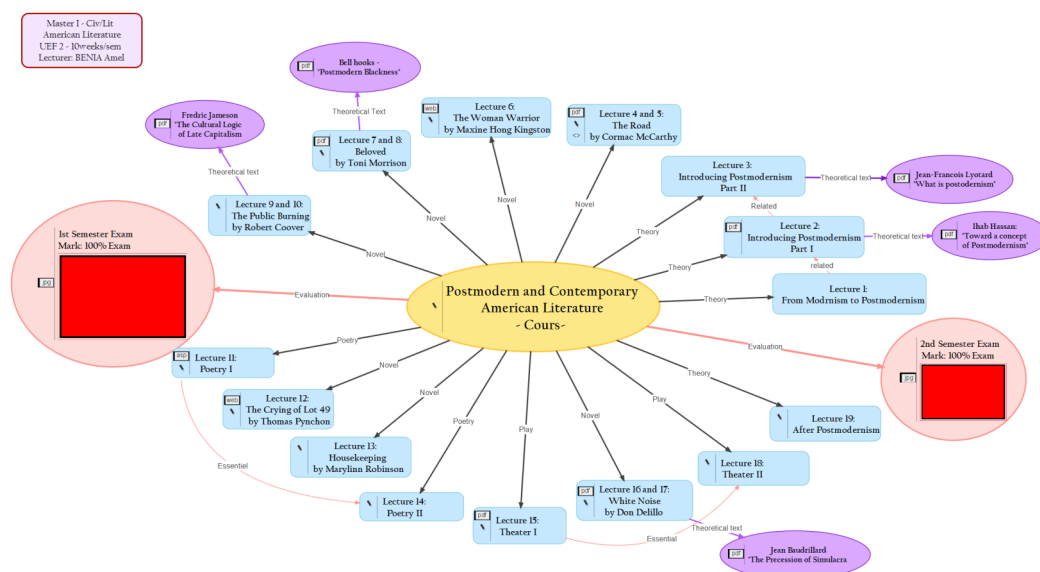 Master I - Civ/Lit
American Literature
UEF 2 - 10weeks/sem
Lecturer: BENIA Amel
pdf
Bell hooks -
"Postmodern Blackness"
Theoretical Text
pdf
Fredric Jameson
"The Cultural Logic
of Late Capitalism
Theoretical text
pdf
Lecture 7 and 8:
Beloved
by Toni Morrison
web
Lecture 6:
The Woman Warrior
by Maxine Hong Kingston
pdf
<>
Lecture 4 and 5:
The Road
by Cormac McCarthy
Lecture 3:
Introducing Postmodernism
Part II
Theoretical text
pdf
Jean-Francois Lyotard
"What is postodernism"
Lecture 9 and 10:
The Public Burning
by Robert Coover
Novel
Novel
Novel
Novel
Theory
Related
pdf
Lecture 2:
Introducing Postmodernism
Part I
Theoretical text
pdf
Ihab Hassan:
"Toward a concept
of Postmodernism"
related
Theory
1st Semester Exam
Mark: 100% Exam
jpg
Evaluation
Postmodern and Contemporary
American Literature
- Cours-
Theory
Lecture 1:
From Modrnism to Postmodernism
Evaluation
2nd Semester Exam
Mark: 100% Exam
jpg
Poetry
asp
Lecture 11:
Poetry I
Novel
web
Lecture 12:
The Crying of Lot 49
by Thomas Pynchon
Novel
Lecture 13:
Housekeeping
by Marylinn Robinson
Poetry
Essentiel
Lecture 14:
Poetry II
Play
pdf
Lecture 15:
Theater I
Novel
pdf
Lecture 16 and 17:
White Noise
by Don Delillo
Play
Lecture 18:
Theater II
Theory
Lecture 19:
After Postmodernism
Essential
Theoretical text
pdf
Jean Baudrillard
"The Precession of Simulacra